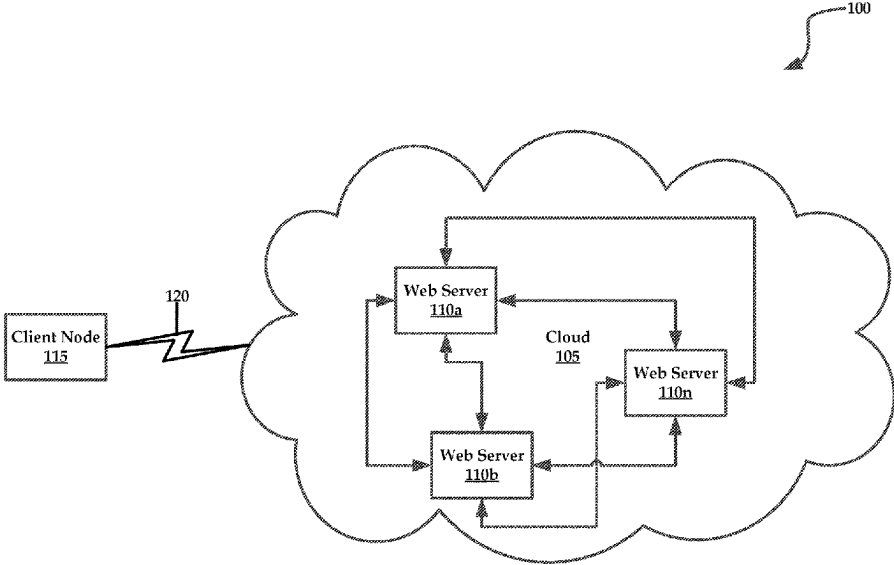 100
Web Server
110a
120
Client Node
115
Cloud
105
Web Server
110n
Web Server
110b